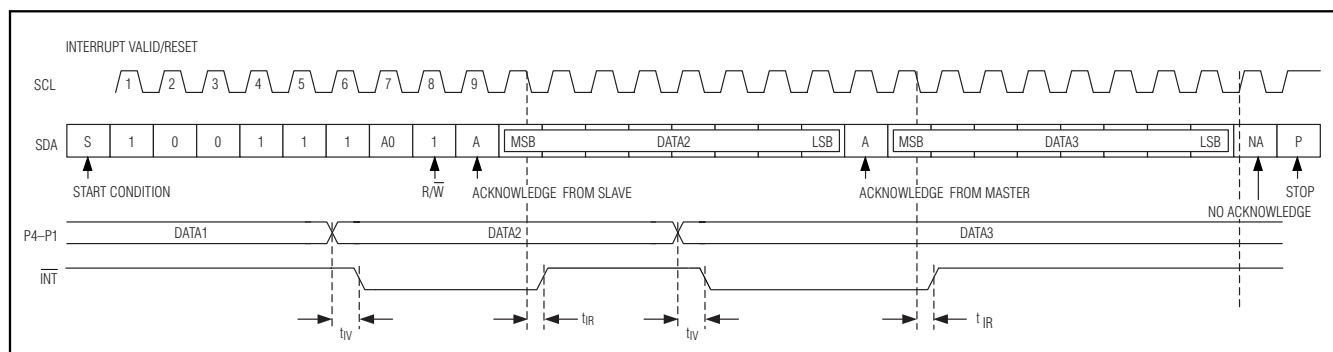 INTERRUPT VALID/RESET
SCL 1 2 3 4 5 6 7 8 9
SDA S 1 0 0 1 1 1 A0 1 A MSB DATA2 LSB A MSB DATA3 LSB NA P
START CONDITION R/W̅ ACKNOWLEDGE FROM SLAVE ACKNOWLEDGE FROM MASTER STOP
NO ACKNOWLEDGE
P4–P1 DATA1 DATA2 DATA3
I̅N̅T̅
tIV tIR tIV tIR